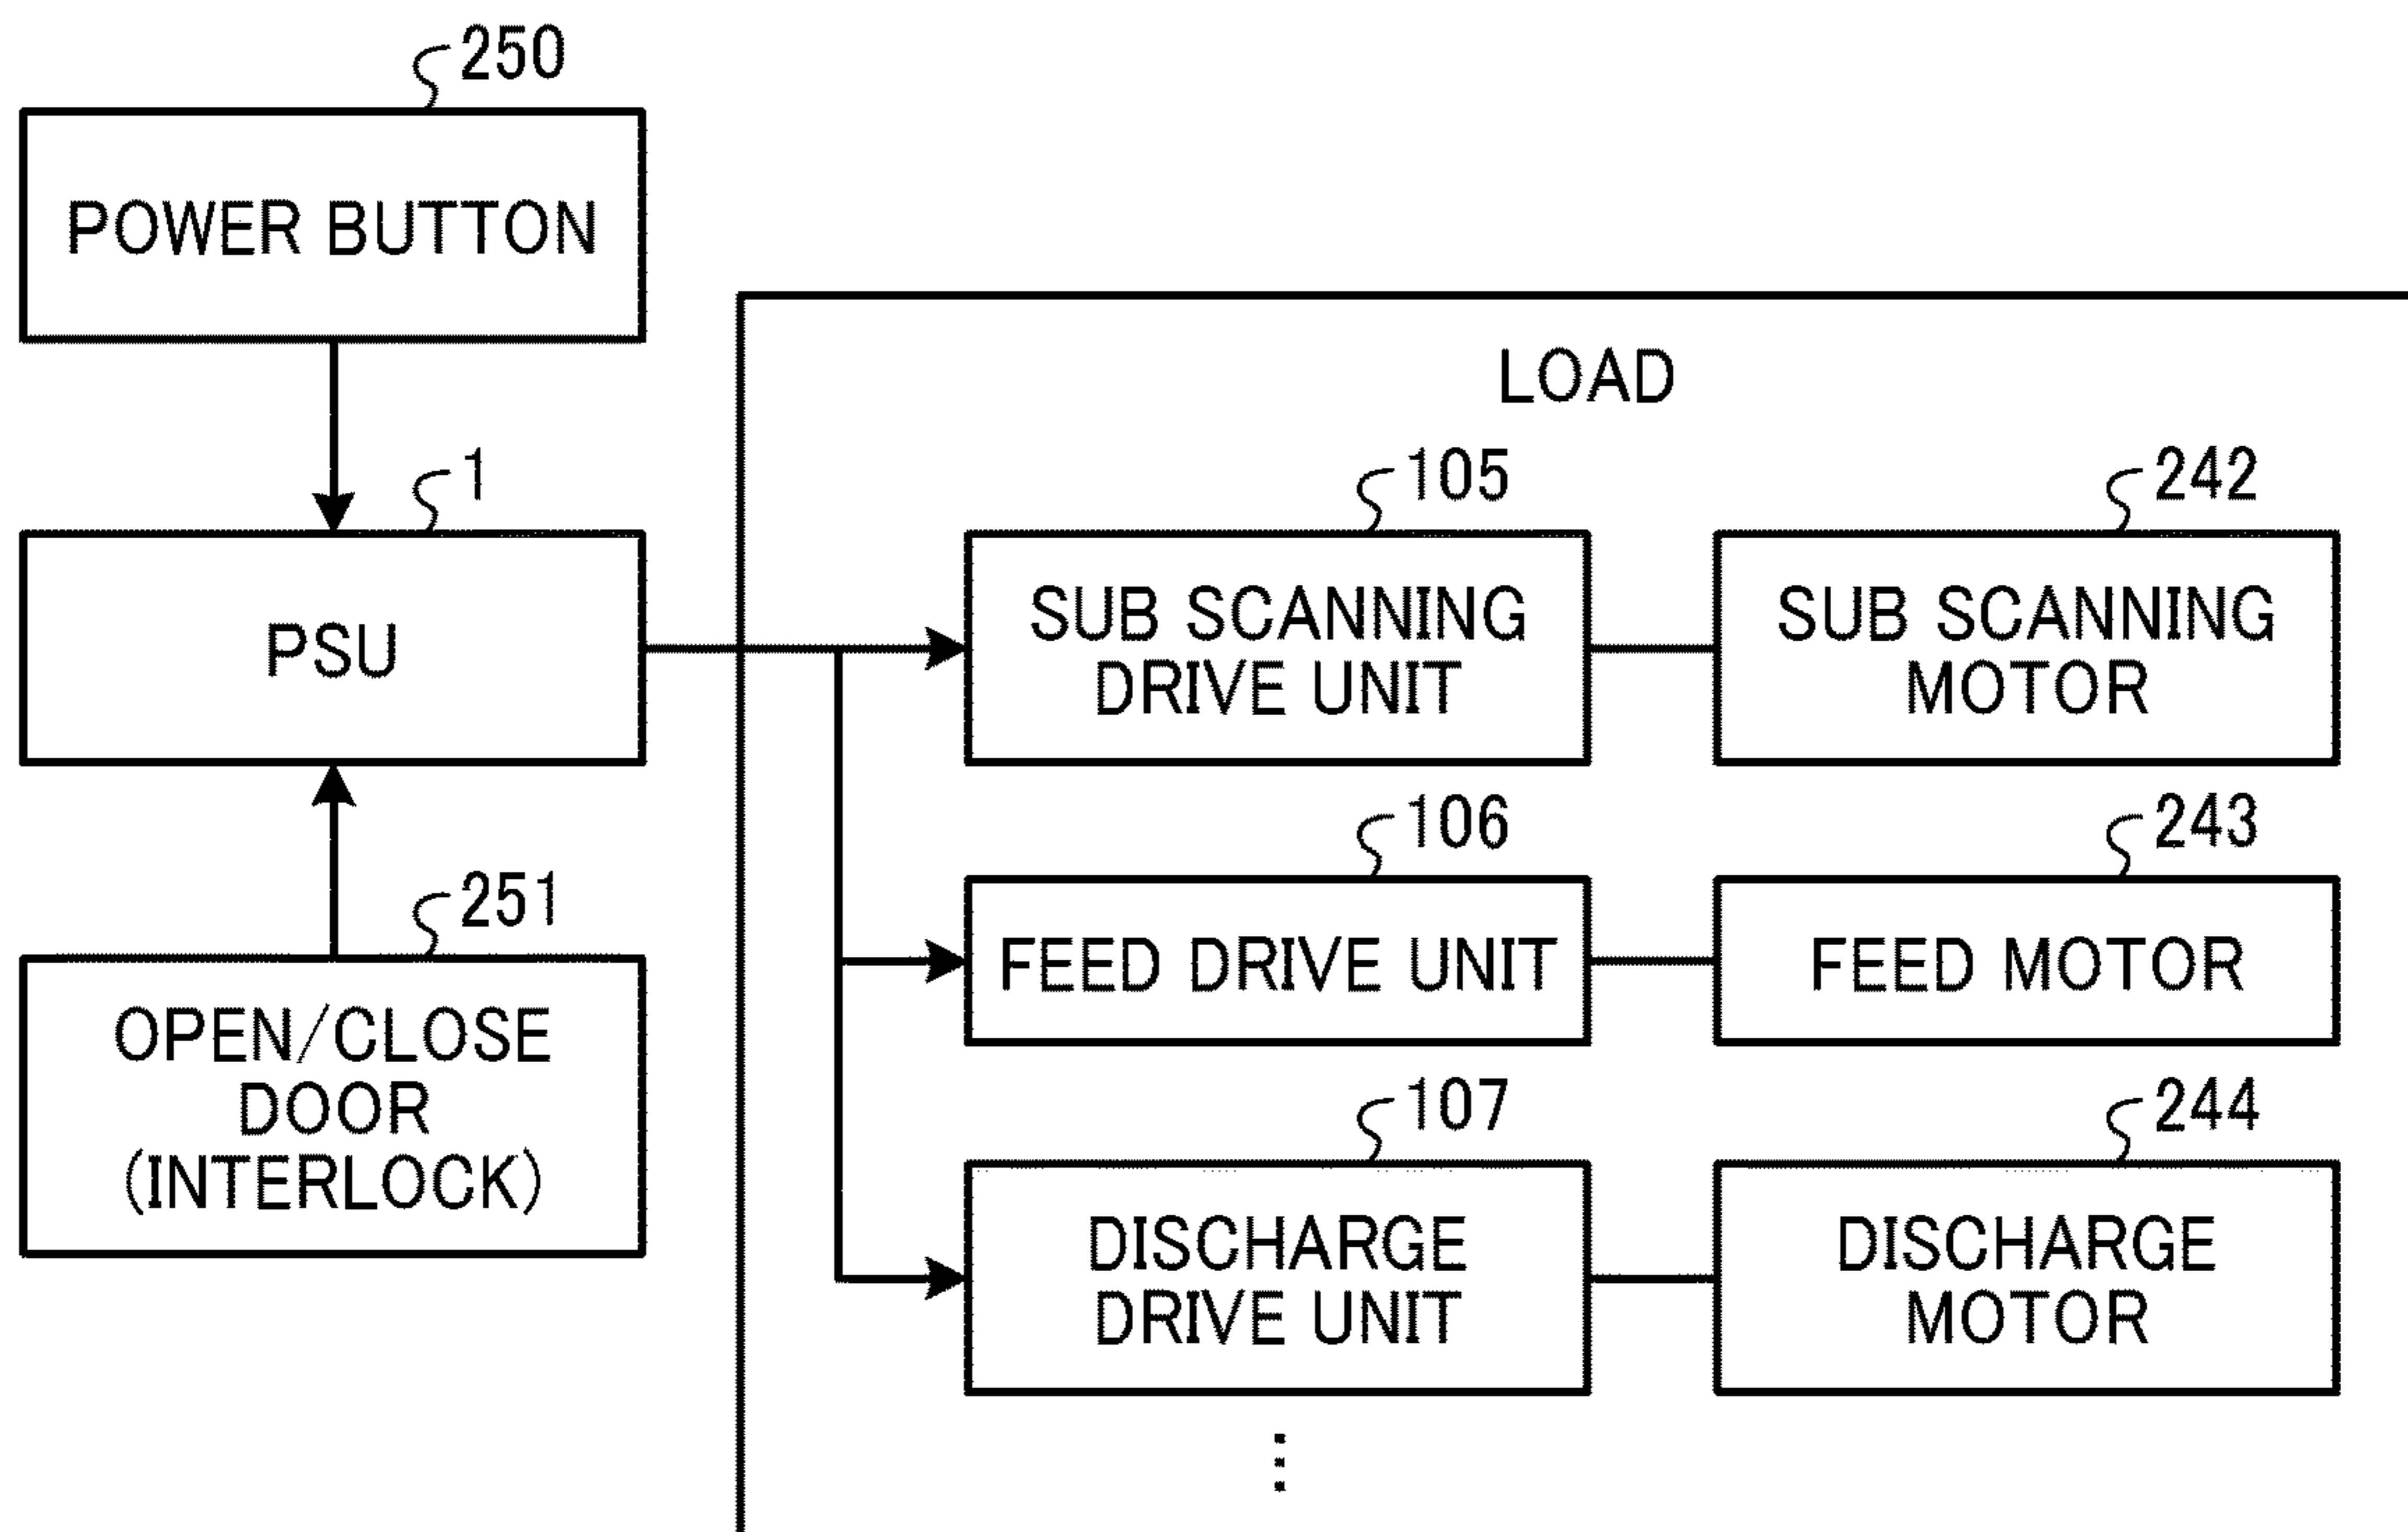 250
POWER BUTTON
LOAD
1
PSU
105
SUB SCANNING
DRIVE UNIT
242
SUB SCANNING
MOTOR
251
OPEN/CLOSE
DOOR
(INTERLOCK)
106
FEED DRIVE UNIT
243
FEED MOTOR
107
DISCHARGE
DRIVE UNIT
244
DISCHARGE
MOTOR